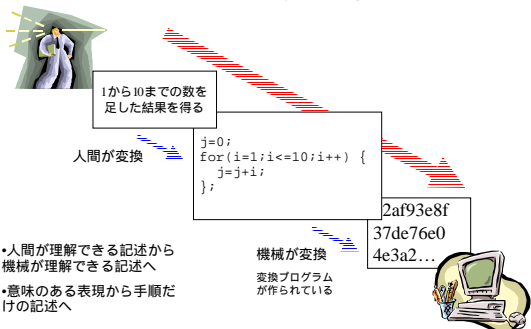 1から10までの数を
足した結果を得る
人間が変換
j=0;
for(i=1;i<=10;i++) {
j=j+i;
};
2af93e8f
37de76e0
4e3a2…
機械が変換
変換プログラム
が作られている
•人間が理解できる記述から
機械が理解できる記述へ
•意味のある表現から手順だ
けの記述へ